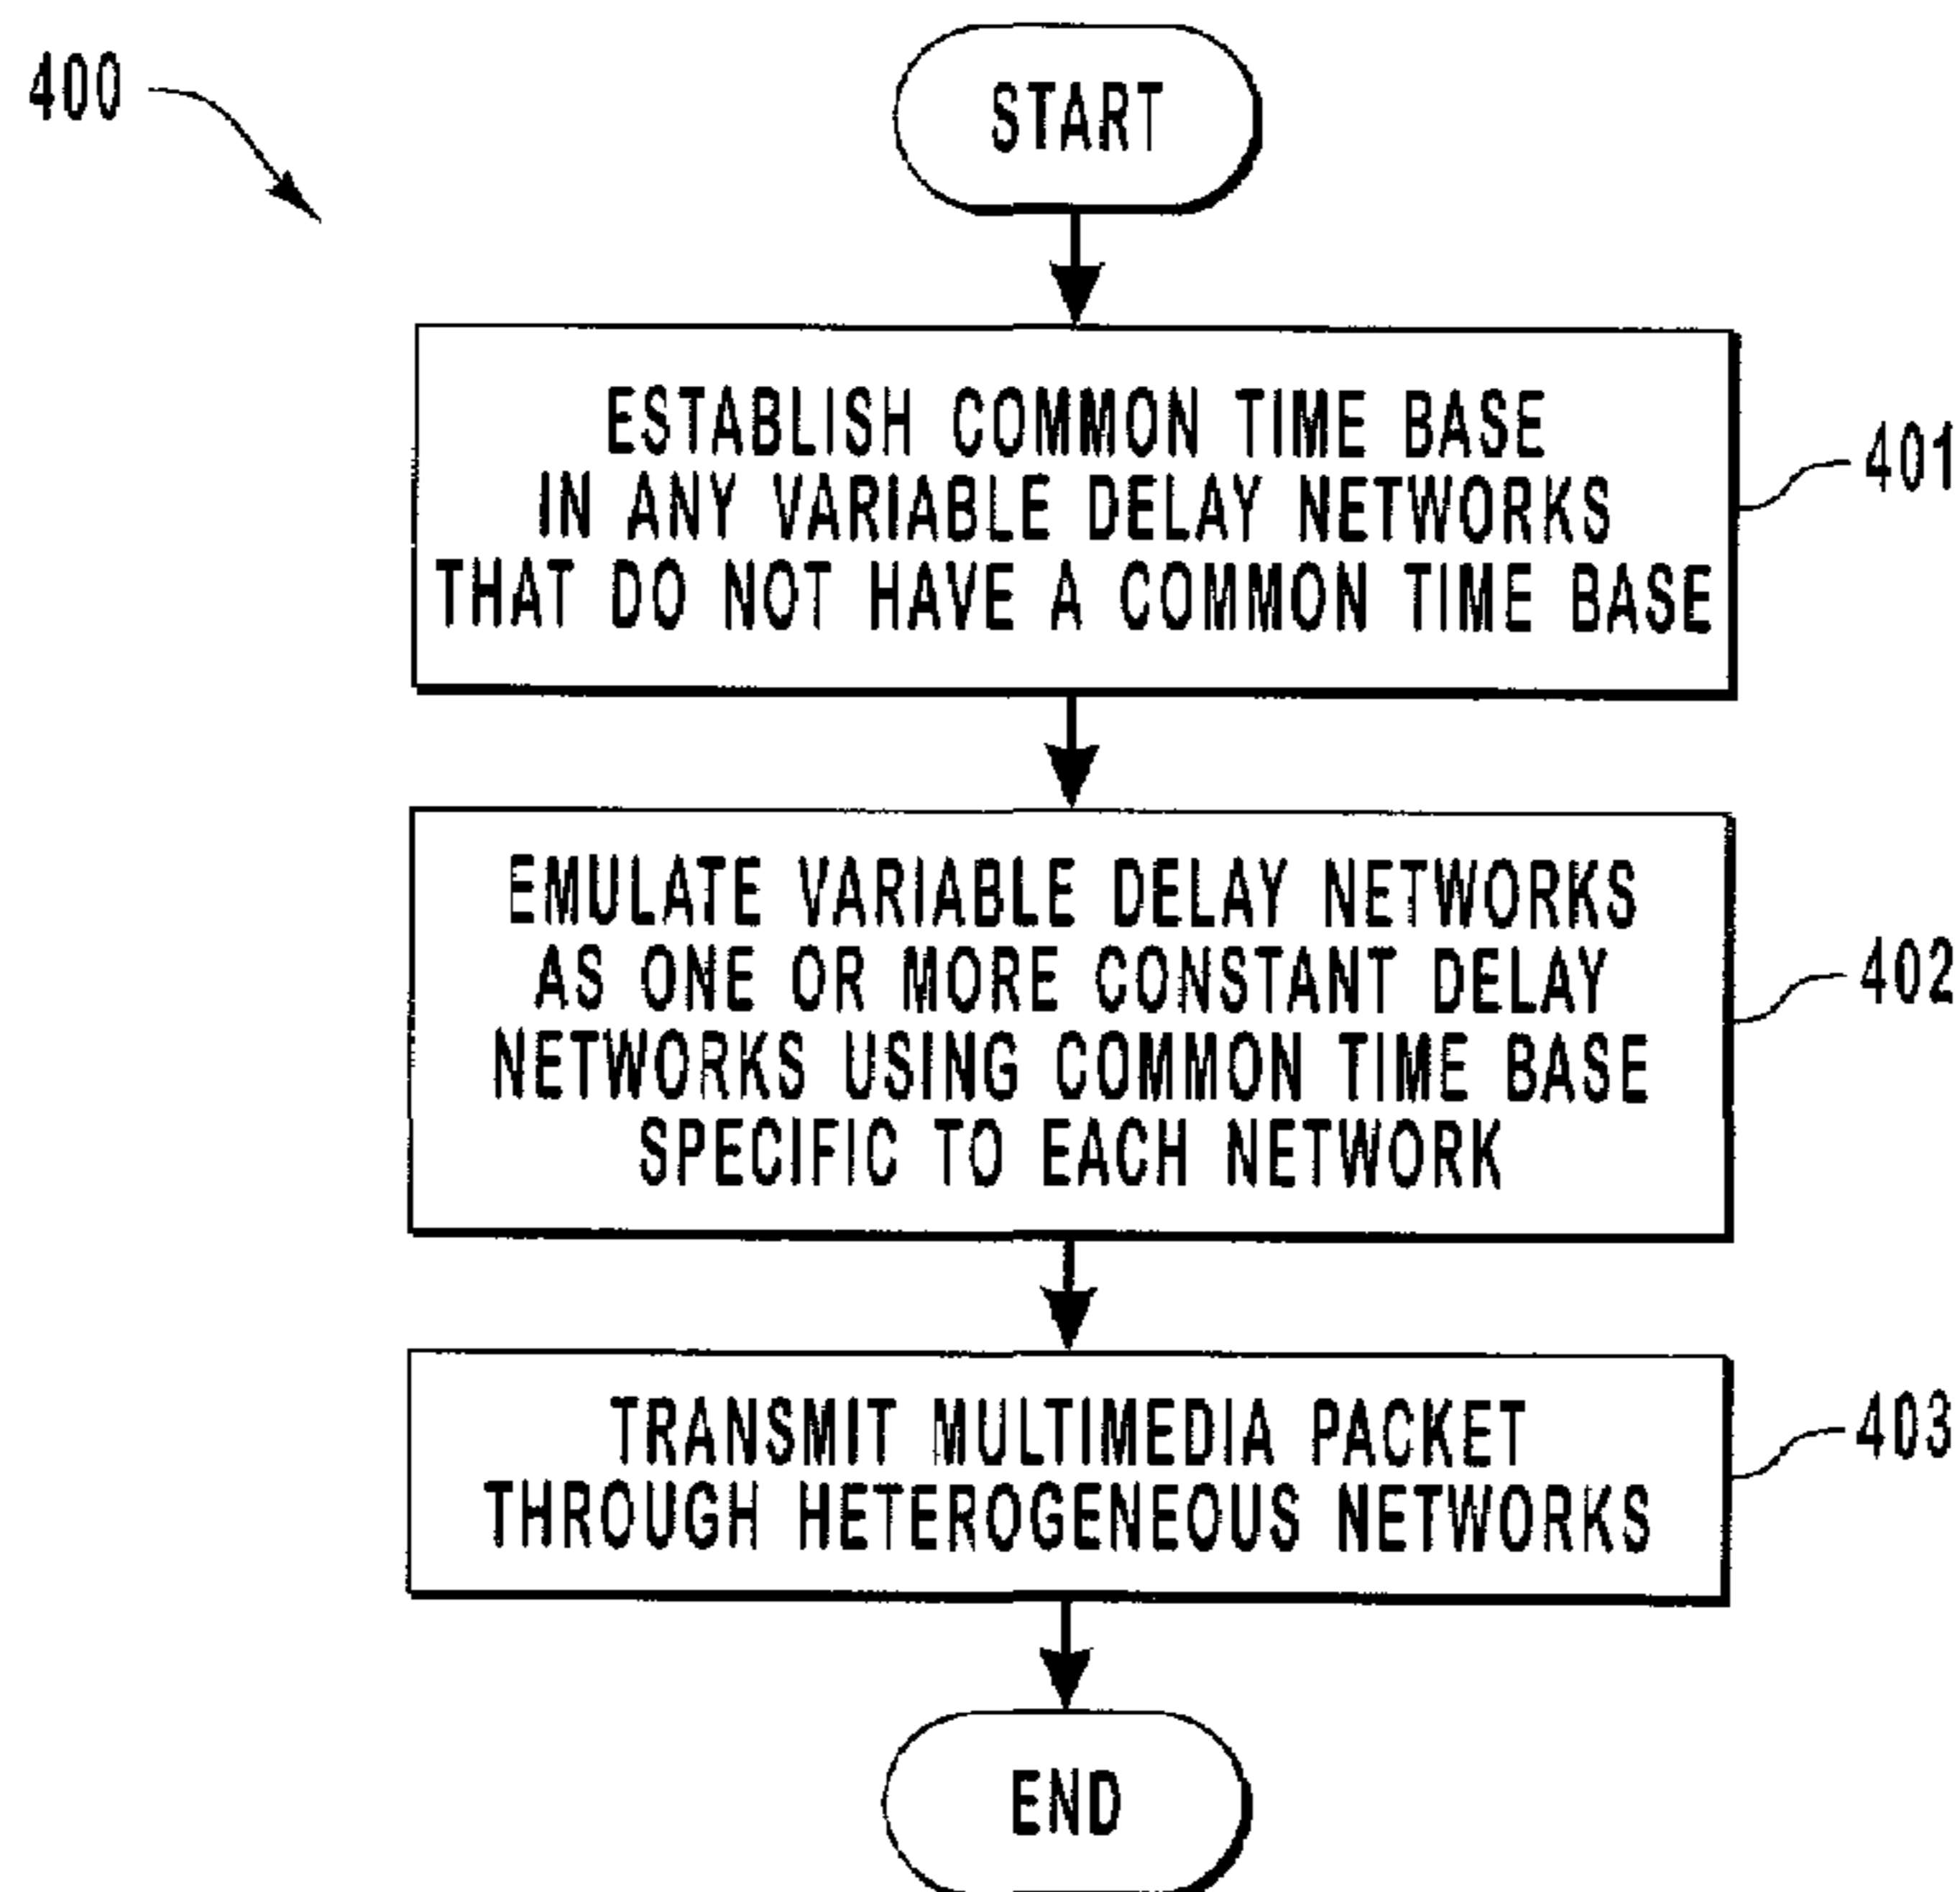 400
START
ESTABLISH COMMON TIME BASE
IN ANY VARIABLE DELAY NETWORKS
THAT DO NOT HAVE A COMMON TIME BASE
401
EMULATE VARIABLE DELAY NETWORKS
AS ONE OR MORE CONSTANT DELAY
NETWORKS USING COMMON TIME BASE
SPECIFIC TO EACH NETWORK
402
TRANSMIT MULTIMEDIA PACKET
THROUGH HETEROGENEOUS NETWORKS
403
END